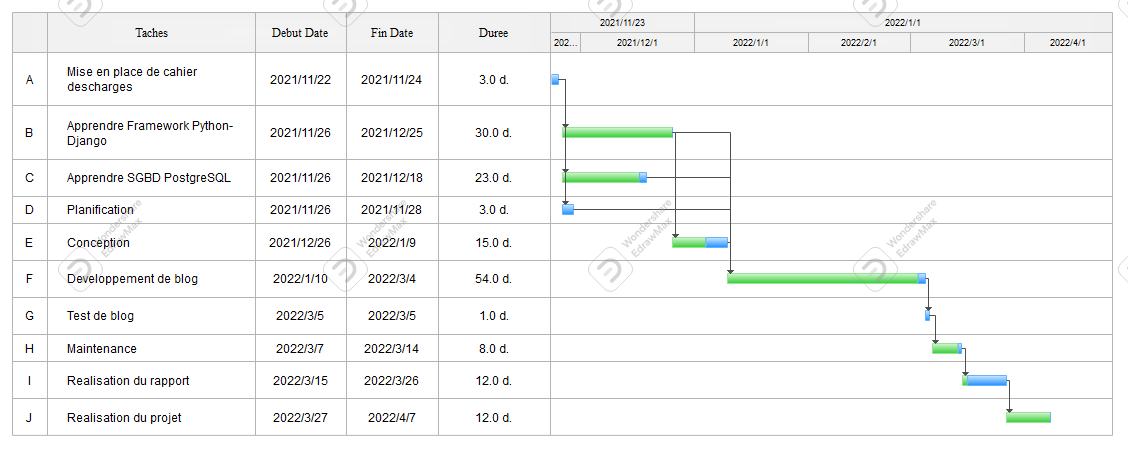 2021/11/23 2022/1/1
Taches Debut Date Fin Date Duree
202... 2021/12/1 2022/1/1 2022/2/1 2022/3/1 2022/4/1
A Mise en place de cahier
descharges 2021/11/22 2021/11/24 3.0 d.
B Apprendre Framework Python-
Django 2021/11/26 2021/12/25 30.0 d.
C Apprendre SGBD PostgreSQL 2021/11/26 2021/12/18 23.0 d.
D Planification 2021/11/26 2021/11/28 3.0 d.
E Conception 2021/12/26 2022/1/9 15.0 d.
F Developpement de blog 2022/1/10 2022/3/4 54.0 d.
G Test de blog 2022/3/5 2022/3/5 1.0 d.
H Maintenance 2022/3/7 2022/3/14 8.0 d.
I Realisation du rapport 2022/3/15 2022/3/26 12.0 d.
J Realisation du projet 2022/3/27 2022/4/7 12.0 d.
Wondershare
EdrawMax
Wondershare
EdrawMax
Wondershare
EdrawMax
Wondershare
EdrawMax